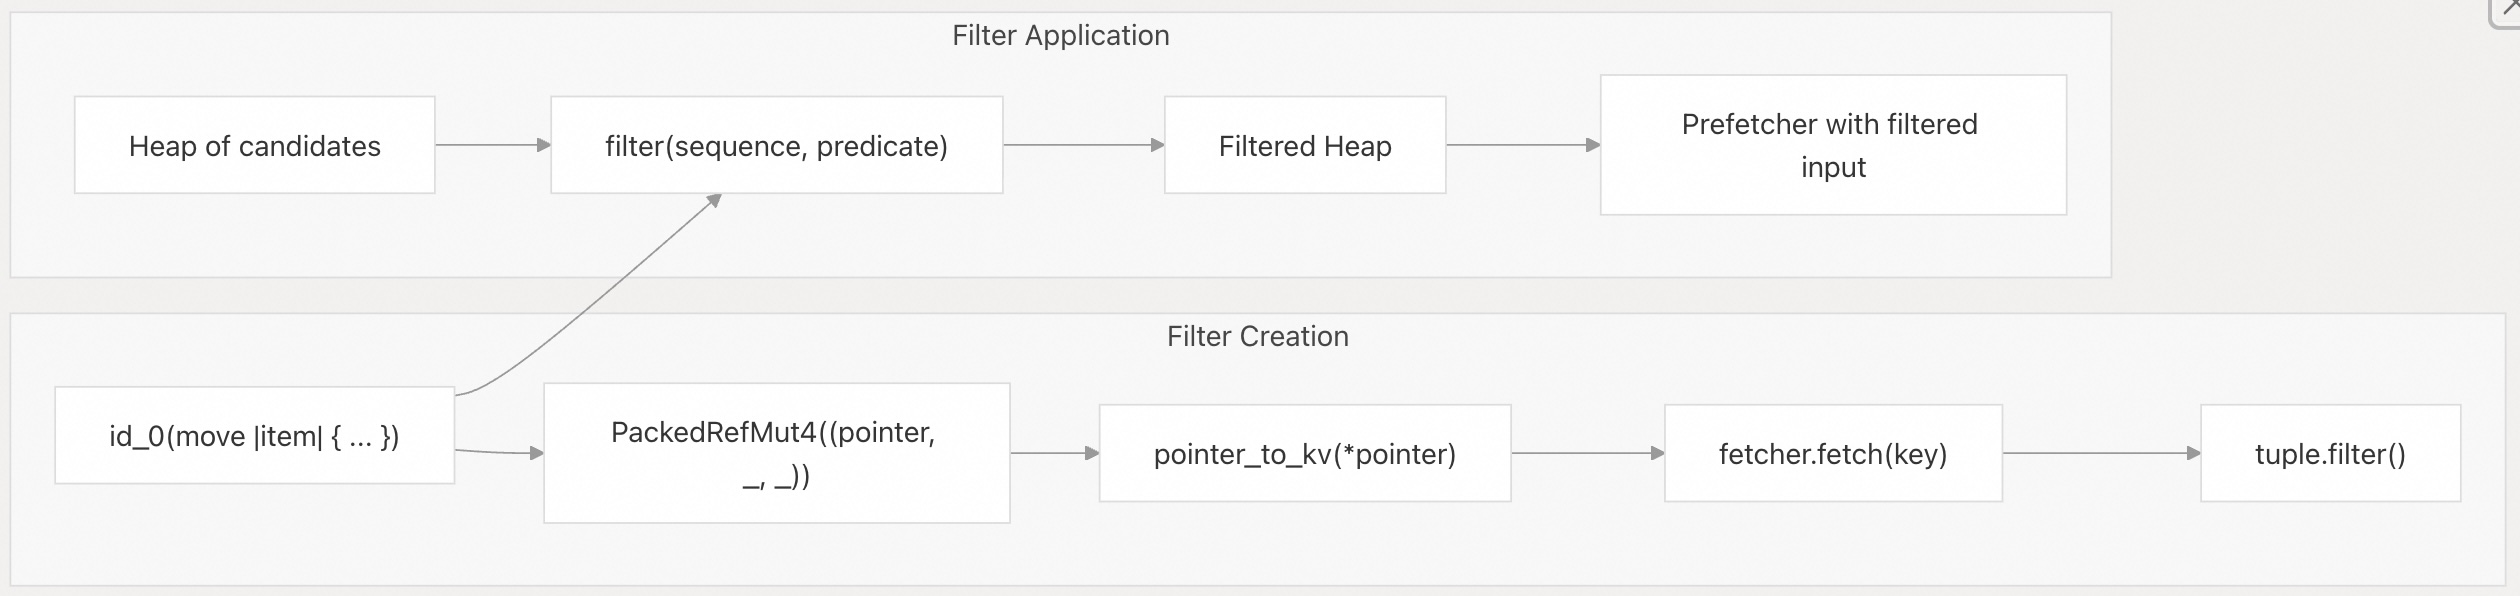 Filter Application
Heap of candidates
filter(sequence, predicate)
Filtered Heap
Prefetcher with filtered
input
Filter Creation
id_0(move |item| { ... })
PackedRefMut4((pointer,
_, _))
pointer_to_kv(*pointer)
fetcher.fetch(key)
tuple.filter()